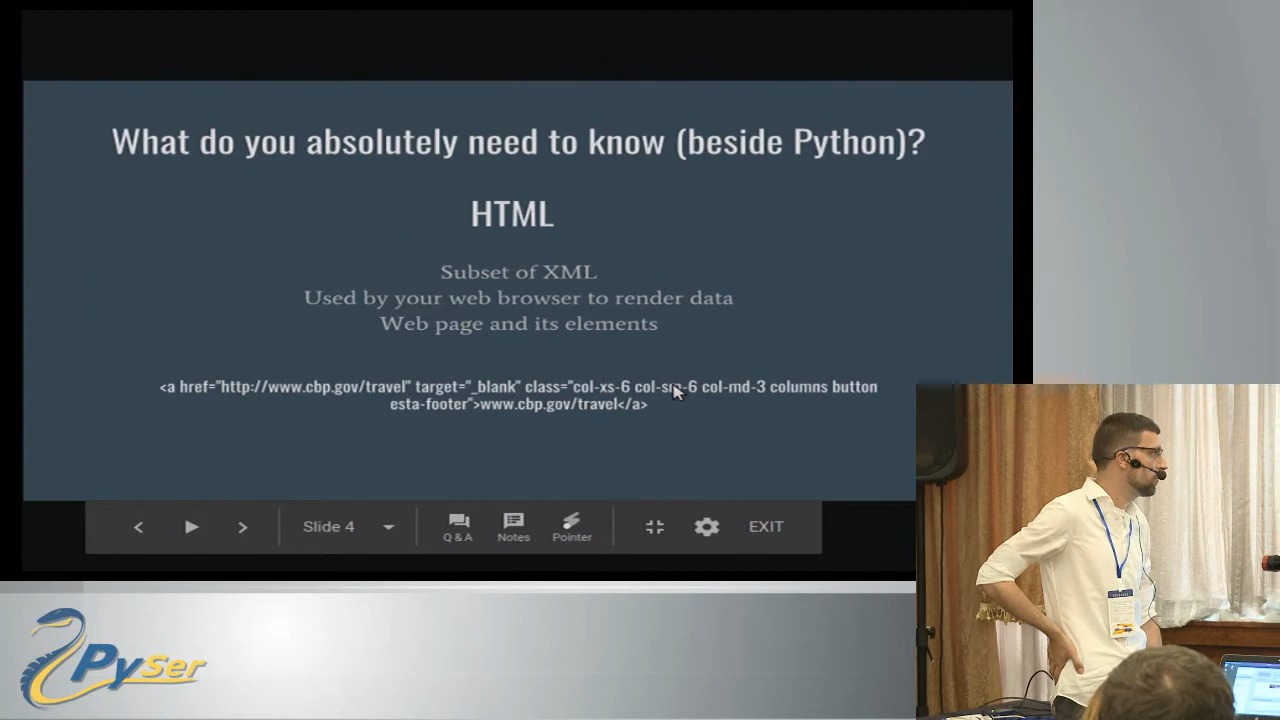 What do you absolutely need to know (beside Python)?
HTML
Subset of XML
Used by your web browser to render data
Web page and its elements
<a href="http://www.cbp.gov/travel" target="_blank" class="col-xs-6 col-sm-6 col-md-3 columns button
esta-footer">www.cbp.gov/travel</a>
Slide 4
Q & A
Notes
Pointer
EXIT
PySer